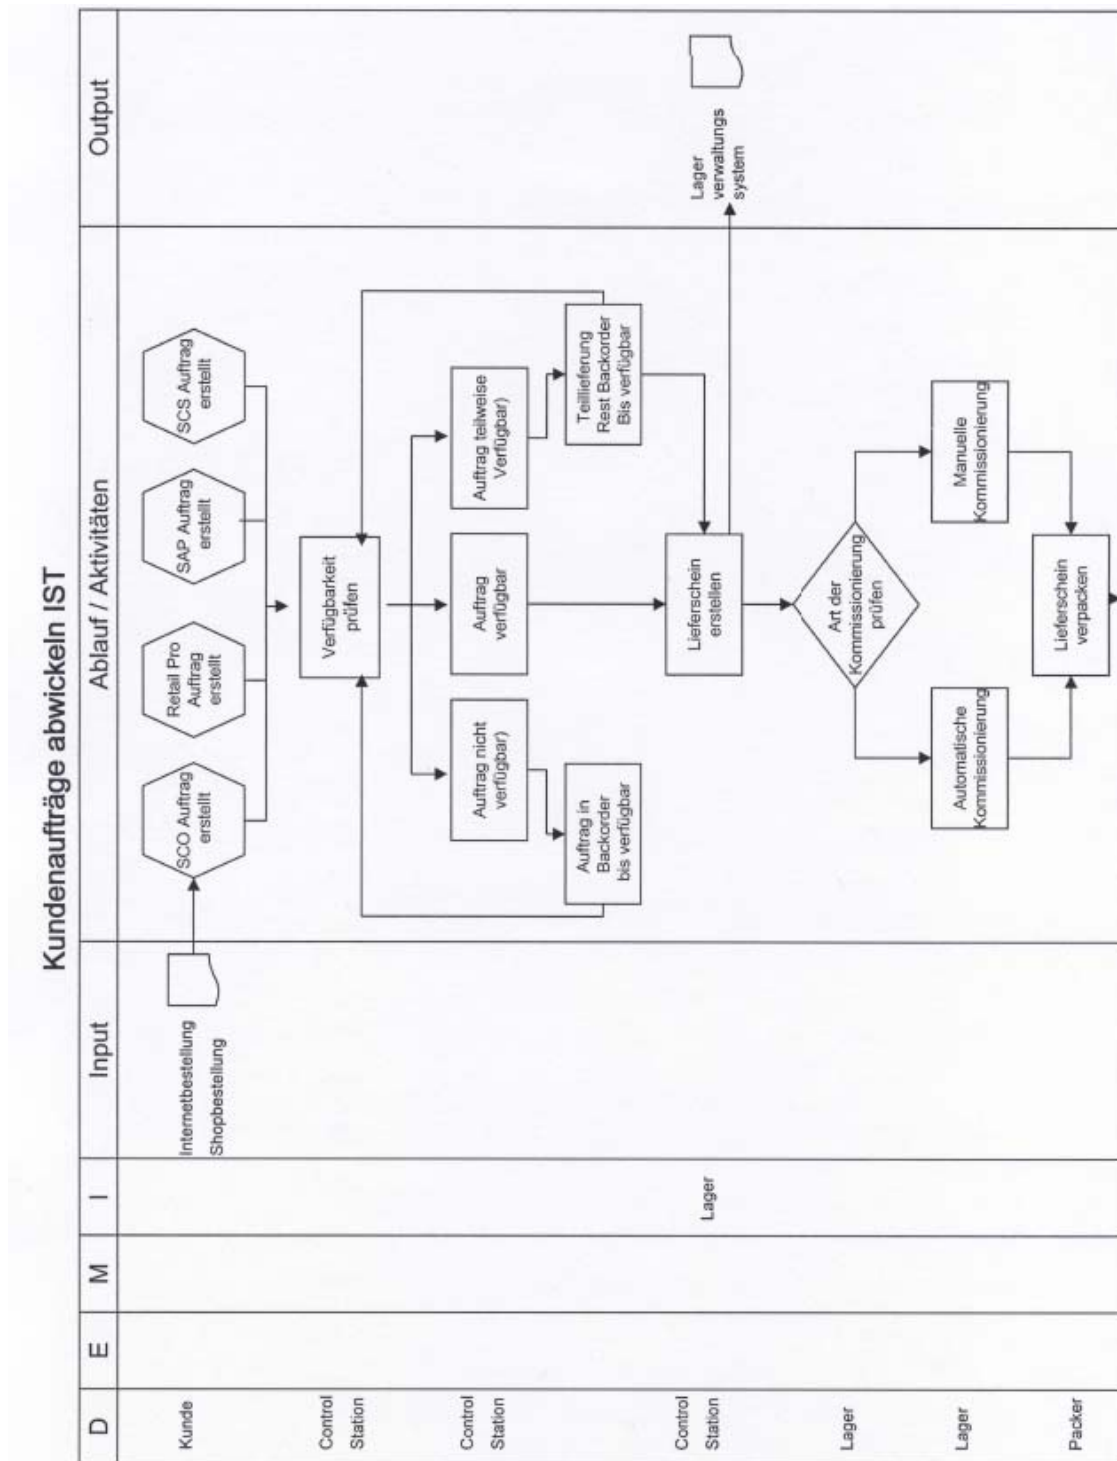 Kundenaufträge abwickeln IST
D
E
M
I
Input
Ablauf / Aktivitäten
Output
Kunde
Internetbestellung
Shopbestellung
SCO Auftrag
erstellt
Retail Pro
Auftrag
erstellt
SAP Auftrag
erstellt
SCS Auftrag
erstellt
Control
Station
Verfügbarkeit
prüfen
Control
Station
Auftrag nicht
verfügbar)
Auftrag
verfügbar
Auftrag teilweise
Verfügbar)
Auftrag in
Backorder
bis verfügbar
Teillieferung
Rest Backorder
Bis verfügbar
Control
Station
Lager
Lieferschein
erstellen
Lager
verwaltungs
system
Lager
Art der
Kommissionierung
prüfen
Lager
Automatische
Kommissionierung
Manuelle
Kommissionierung
Packer
Lieferschein
verpacken